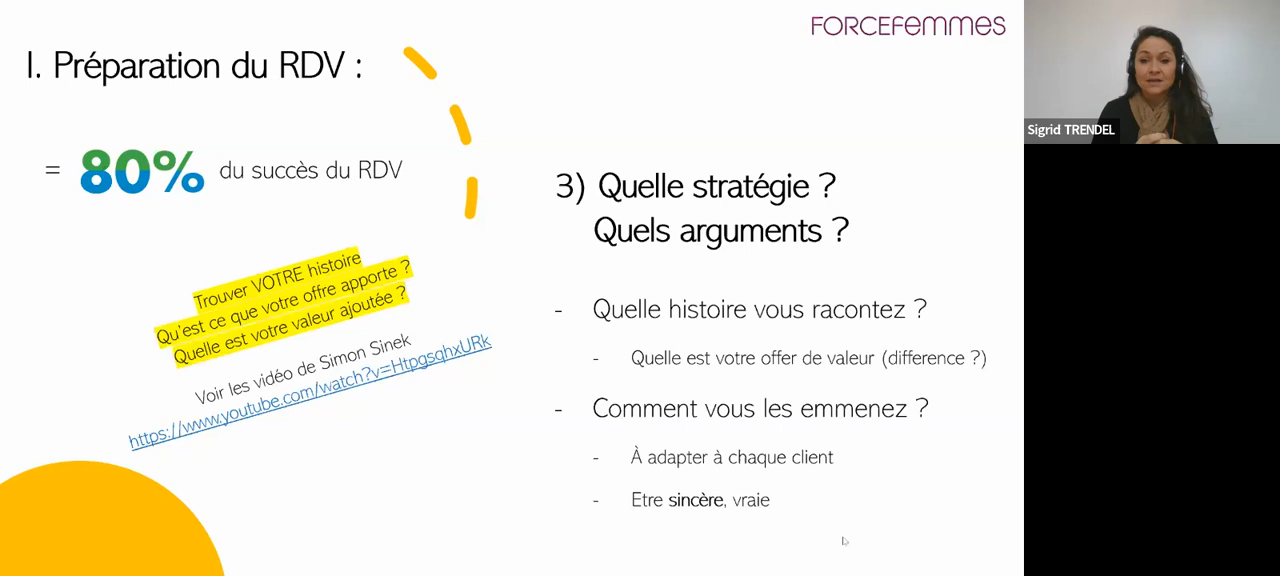 FORCEFemmes
I. Préparation du RDV :
= 80% du succès du RDV
Trouver VOTRE histoire
Qu'est ce que votre offre apporte ?
Quelle est votre valeur ajoutée ?
Voir les vidéo de Simon Sinek
https://www.youtube.com/watch?v=HtpgsqhxURk
3) Quelle stratégie ?
Quels arguments ?
- Quelle histoire vous racontez ?
- Quelle est votre offer de valeur (difference ?)
- Comment vous les emmenez ?
- À adapter à chaque client
- Etre sincère, vraie
Sigrid TRENDEL